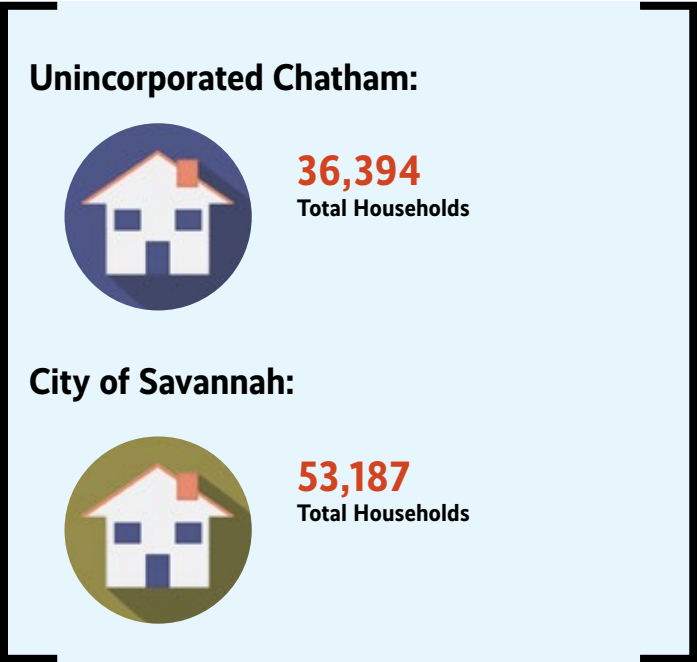 Unincorporated Chatham:
36,394
Total Households
City of Savannah:
53,187
Total Households